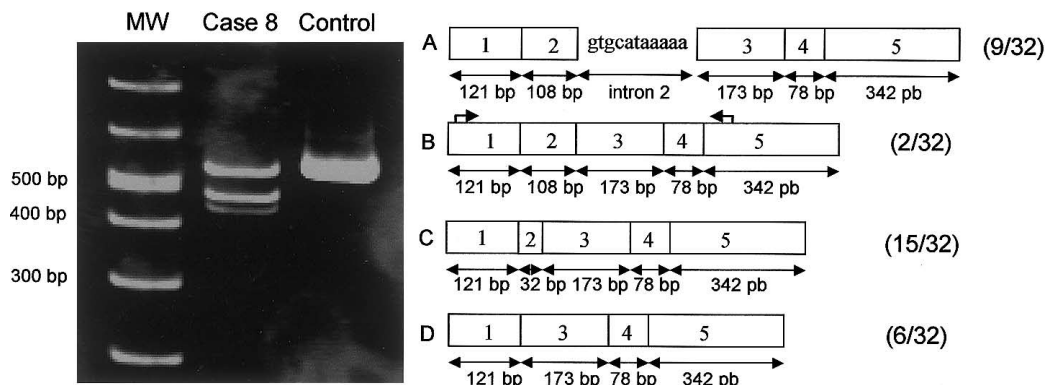 MW Case 8 Control
500 bp
400 bp
300 bp
A 1 2 gtgcataaaaa 3 4 5 (9/32)
121 bp 108 bp intron 2 173 bp 78 bp 342 pb
B 1 2 3 4 5 (2/32)
121 bp 108 bp 173 bp 78 bp 342 pb
C 1 2 3 4 5 (15/32)
121 bp 32 bp 173 bp 78 bp 342 pb
D 1 3 4 5 (6/32)
121 bp 173 bp 78 bp 342 pb